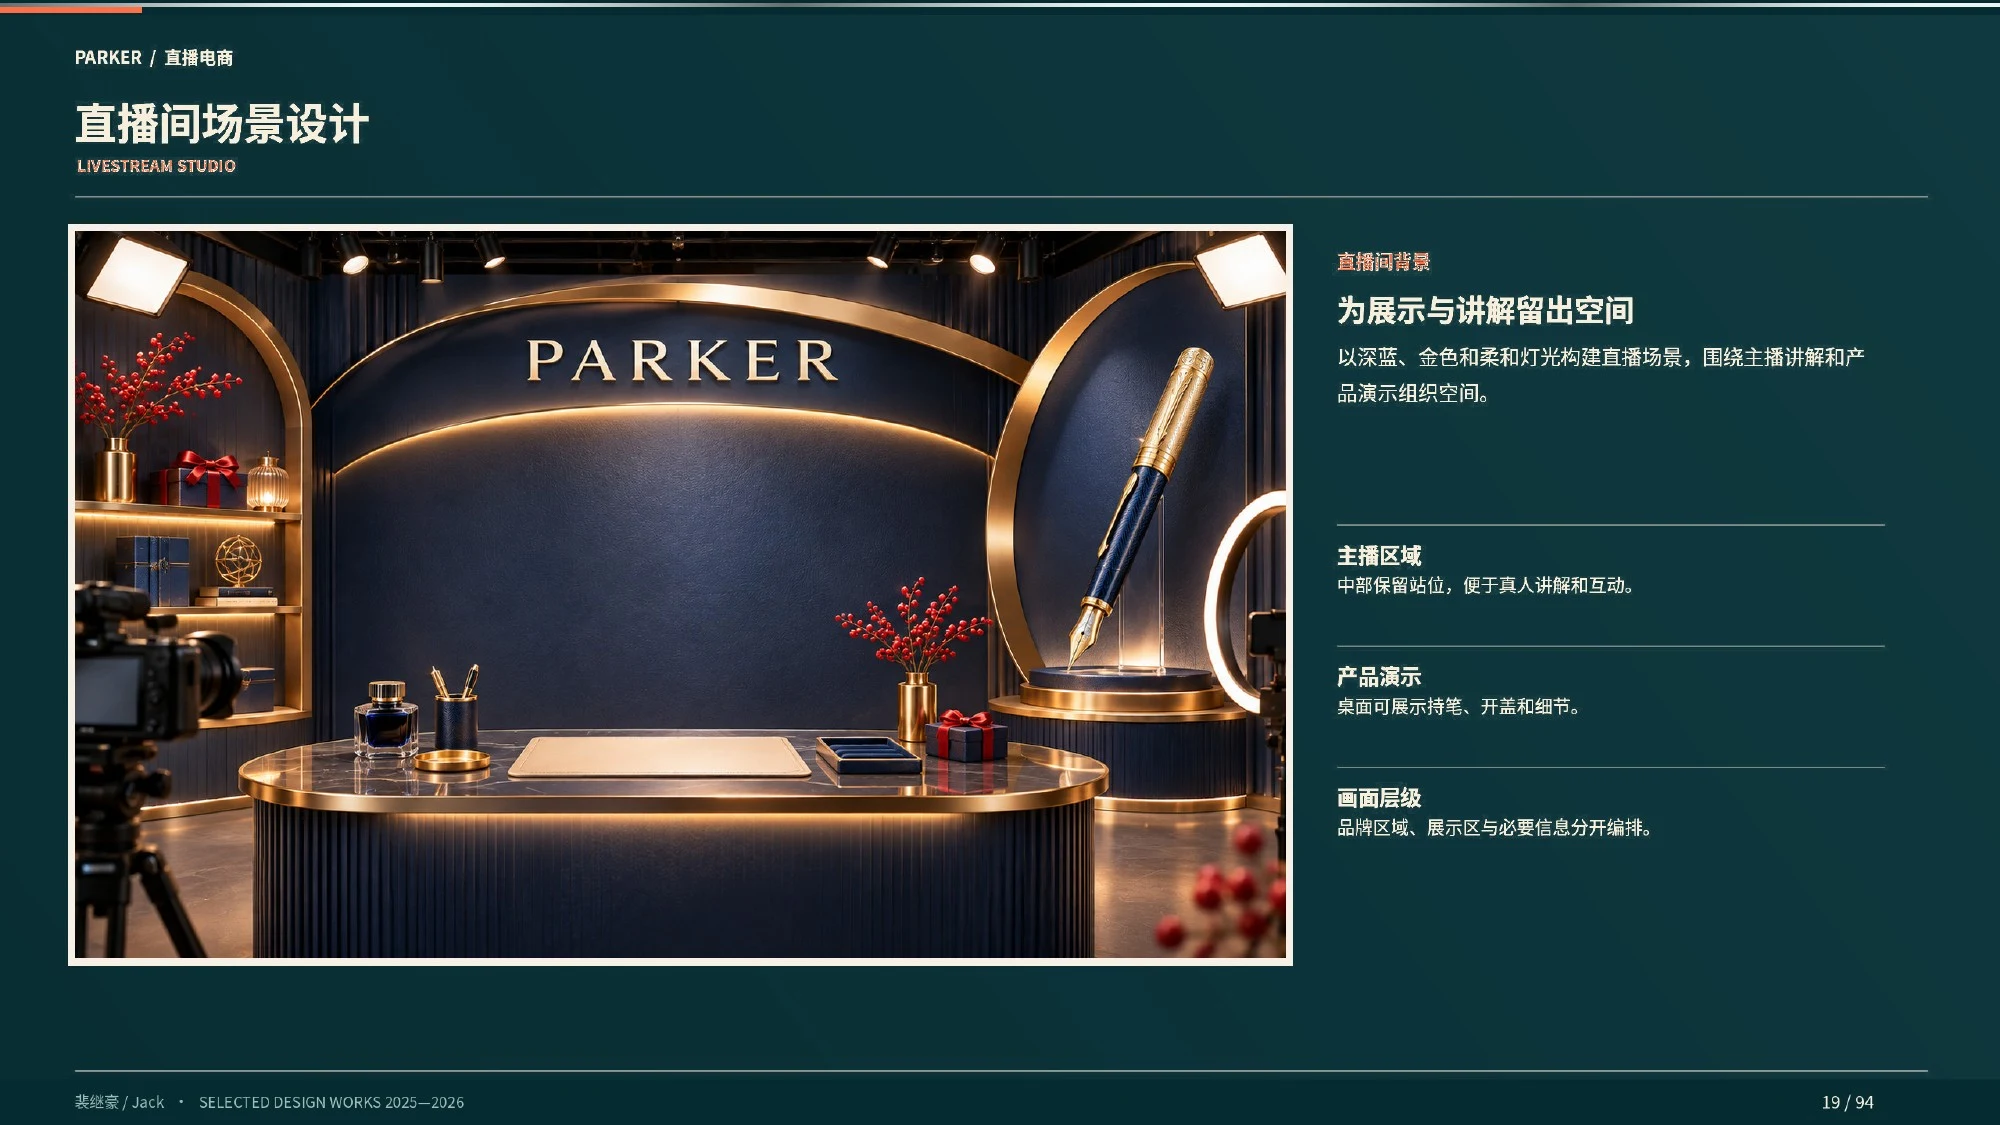 PARKER / 直播电商
直播间场景设计
LIVESTREAM STUDIO
PARKER
直播间背景
为展示与讲解留出空间
以深蓝、金色和柔和灯光构建直播场景，围绕主播讲解和产
品演示组织空间。
主播区域
中部保留站位，便于真人讲解和互动。
产品演示
桌面可展示持笔、开盖和细节。
画面层级
品牌区域、展示区与必要信息分开编排。
裴继豪 / Jack • SELECTED DESIGN WORKS 2025—2026
19 / 94